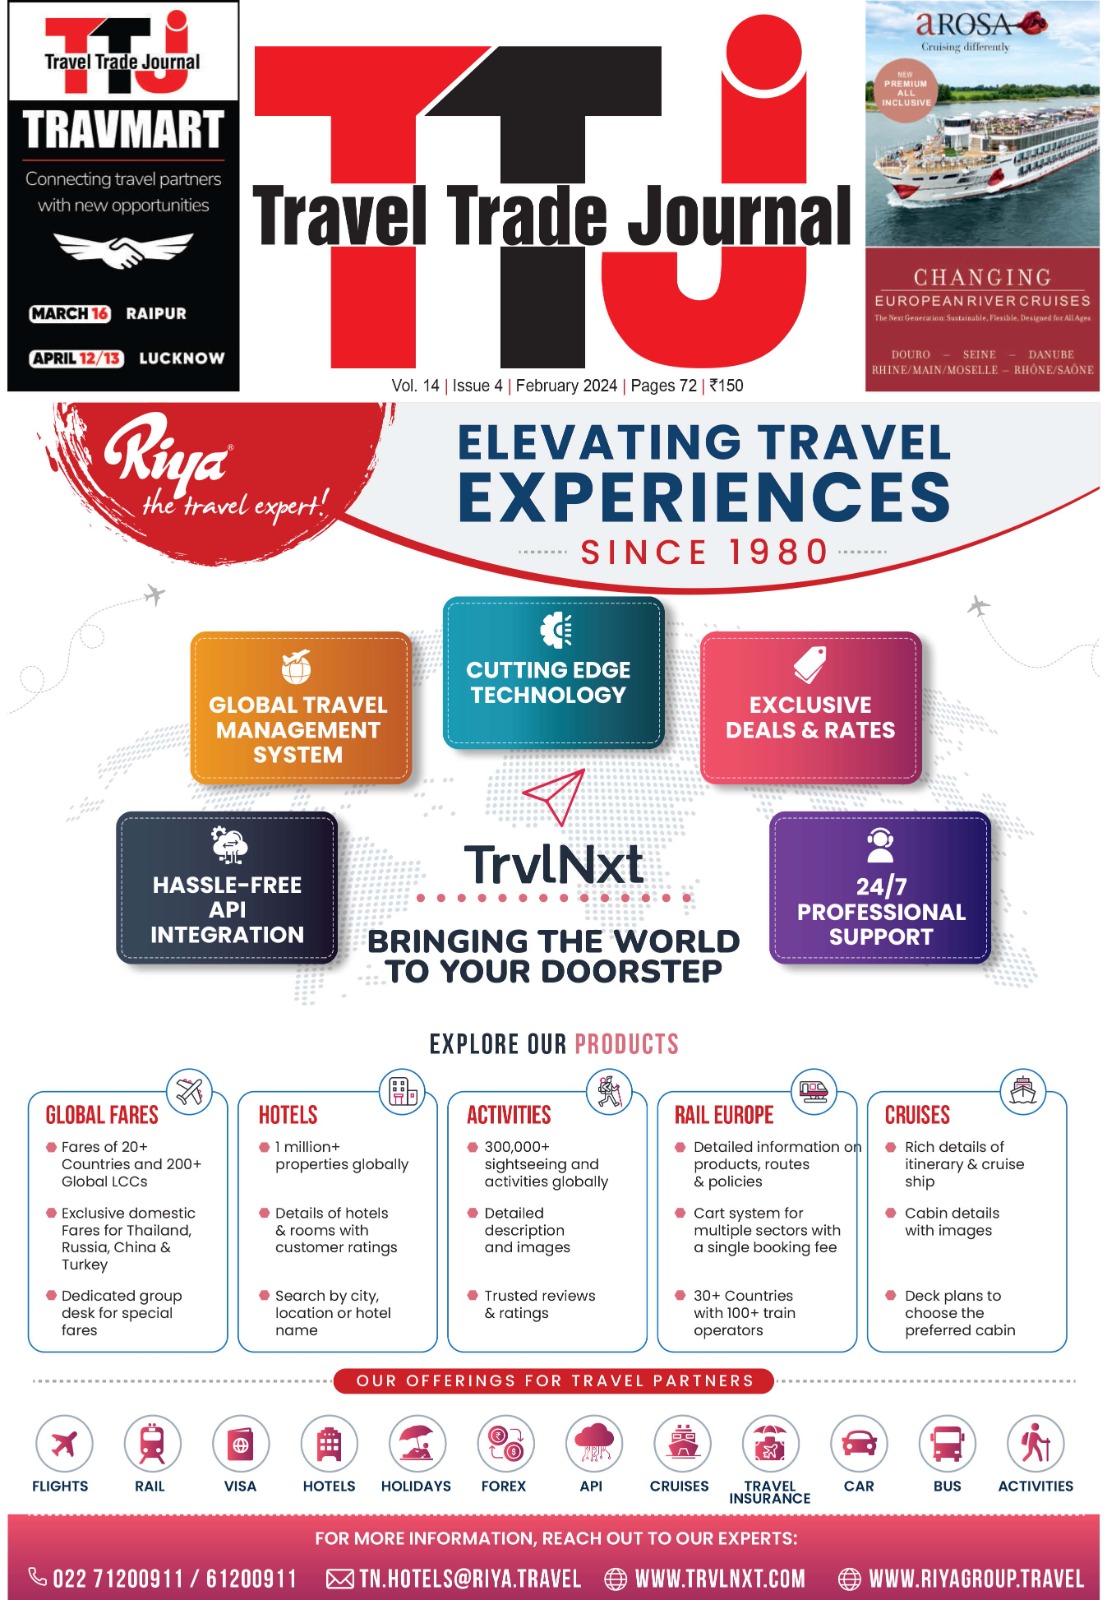 TTJ
Travel Trade Journal
TRAVMART
Connecting travel partners
with new opportunities
MARCH 16 RAIPUR
APRIL 12/13 LUCKNOW
TTJ
Travel Trade Journal
Vol. 14 | Issue 4 | February 2024 | Pages 72 | ₹150
aROSA
Cruising differently
NEW
PREMIUM
ALL
INCLUSIVE
CHANGING
EUROPEAN RIVER CRUISES
The Next Generation: Sustainable, Flexible, Designed for All Ages
DOURO – SEINE – DANUBE
RHINE/MAIN/MOSELLE – RHÔNE/SAÔNE
Riya®
the travel expert!
ELEVATING TRAVEL
EXPERIENCES
SINCE 1980
GLOBAL TRAVEL
MANAGEMENT
SYSTEM
CUTTING EDGE
TECHNOLOGY
EXCLUSIVE
DEALS & RATES
HASSLE-FREE
API
INTEGRATION
TrvlNxt
BRINGING THE WORLD
TO YOUR DOORSTEP
24/7
PROFESSIONAL
SUPPORT
EXPLORE OUR PRODUCTS
GLOBAL FARES
Fares of 20+
Countries and 200+
Global LCCs
Exclusive domestic
Fares for Thailand,
Russia, China &
Turkey
Dedicated group
desk for special
fares
HOTELS
1 million+
properties globally
Details of hotels
& rooms with
customer ratings
Search by city,
location or hotel
name
ACTIVITIES
300,000+
sightseeing and
activities globally
Detailed
description
and images
Trusted reviews
& ratings
RAIL EUROPE
Detailed information on
products, routes
& policies
Cart system for
multiple sectors with
a single booking fee
30+ Countries
with 100+ train
operators
CRUISES
Rich details of
itinerary & cruise
ship
Cabin details
with images
Deck plans to
choose the
preferred cabin
OUR OFFERINGS FOR TRAVEL PARTNERS
FLIGHTS
RAIL
VISA
HOTELS
HOLIDAYS
FOREX
API
CRUISES
TRAVEL
INSURANCE
CAR
BUS
ACTIVITIES
FOR MORE INFORMATION, REACH OUT TO OUR EXPERTS:
022 71200911 / 61200911 TN.HOTELS@RIYA.TRAVEL WWW.TRVLNXT.COM WWW.RIYAGROUP.TRAVEL